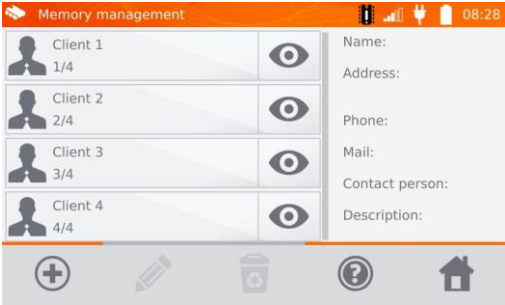 Memory management
08:28
Client 1
1/4
Client 2
2/4
Client 3
3/4
Client 4
4/4
Name:
Address:
Phone:
Mail:
Contact person:
Description: